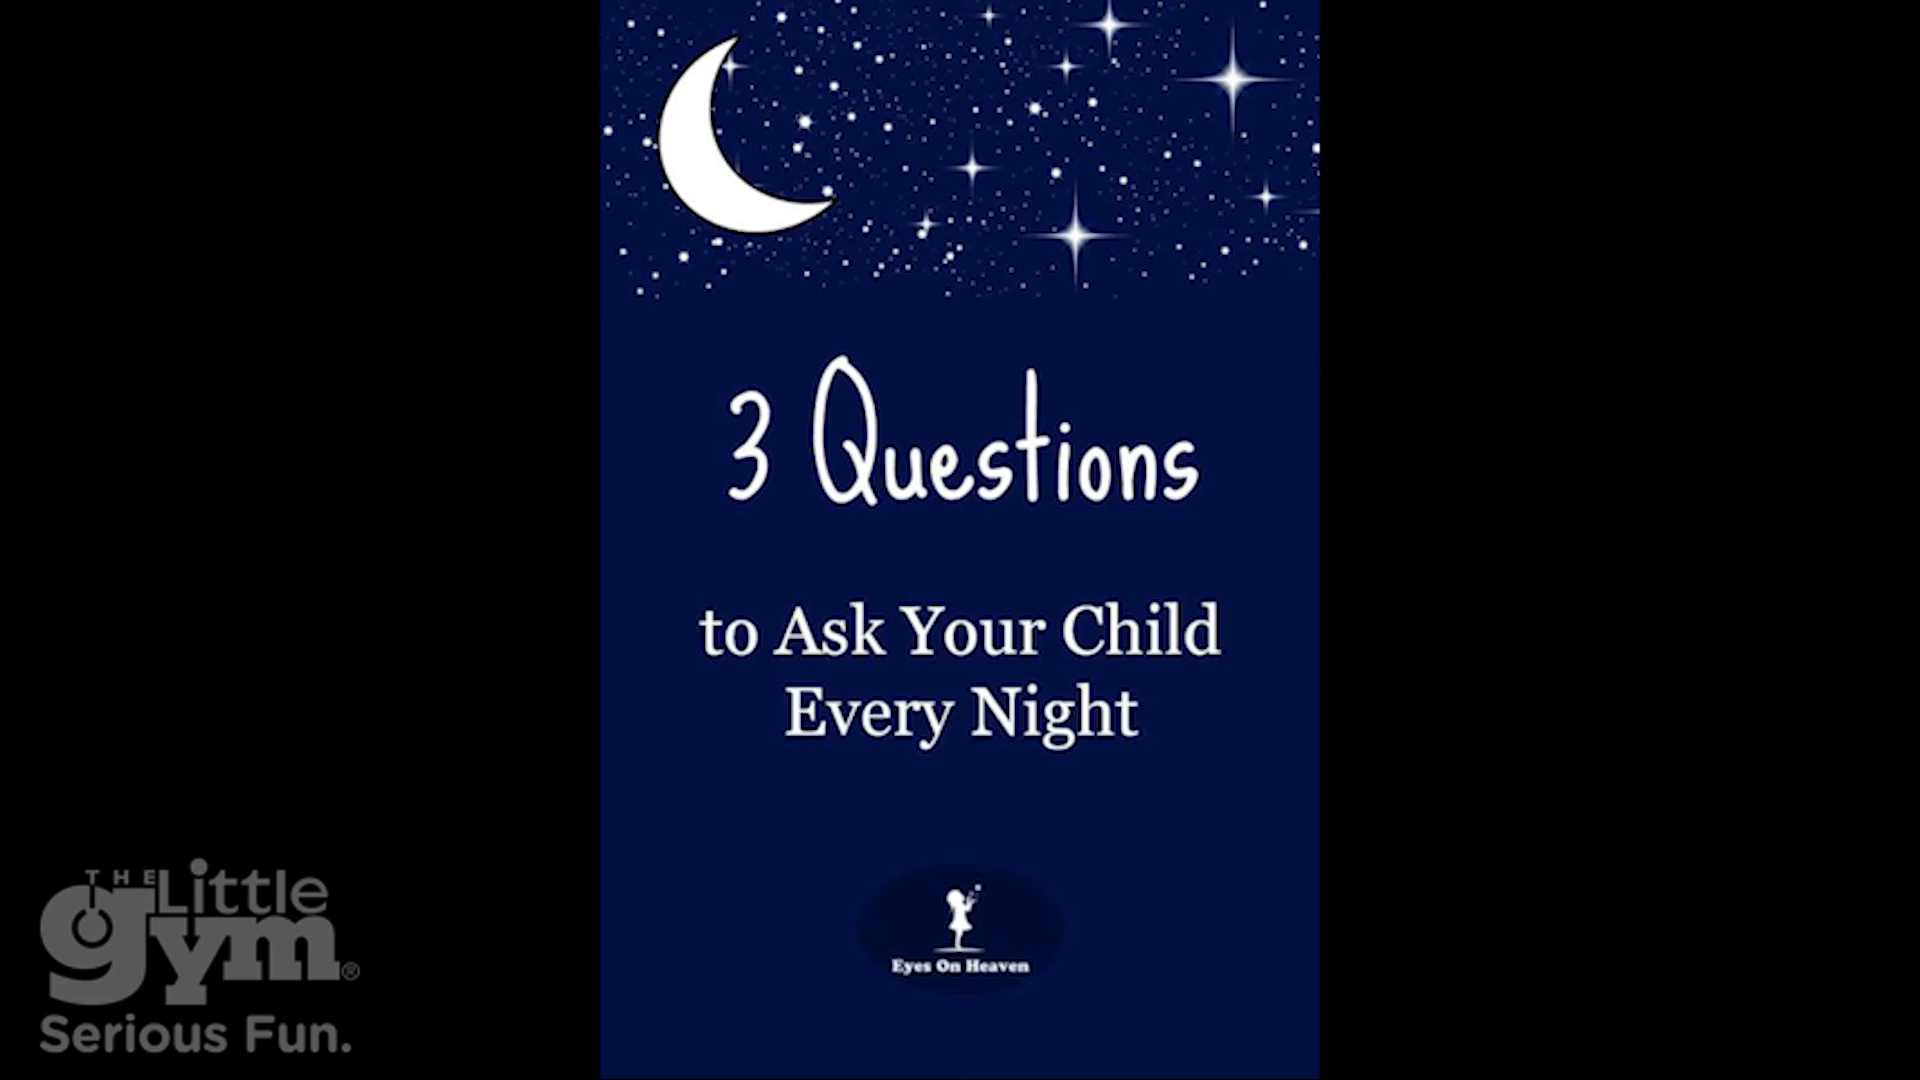 3 Questions
to Ask Your Child
Every Night
Eyes On Heaven
THE Little
gym®
Serious Fun.